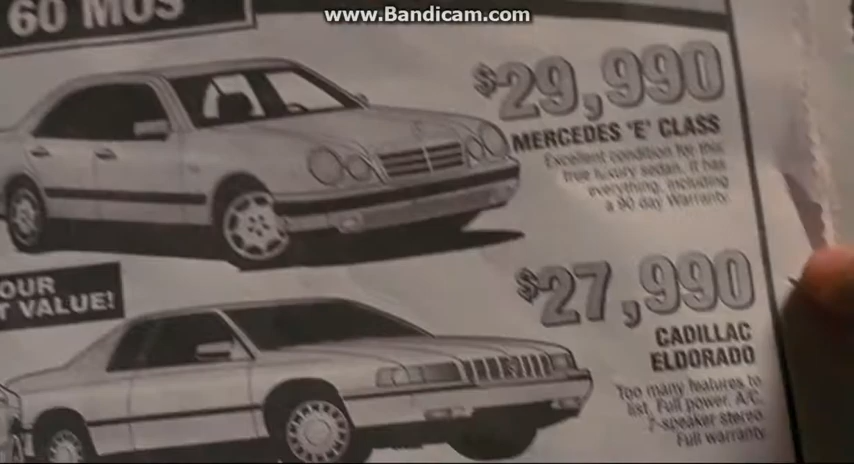 www.Bandicam.com
60 MOS
$29,990
MERCEDES 'E' CLASS
Excellent condition for this
true luxury sedan. It has
everything, including
a 90 day Warranty.
OUR
T VALUE!
$27,990
CADILLAC
ELDORADO
Too many features to
list. Full power, A/C,
7-speaker stereo.
Full warranty